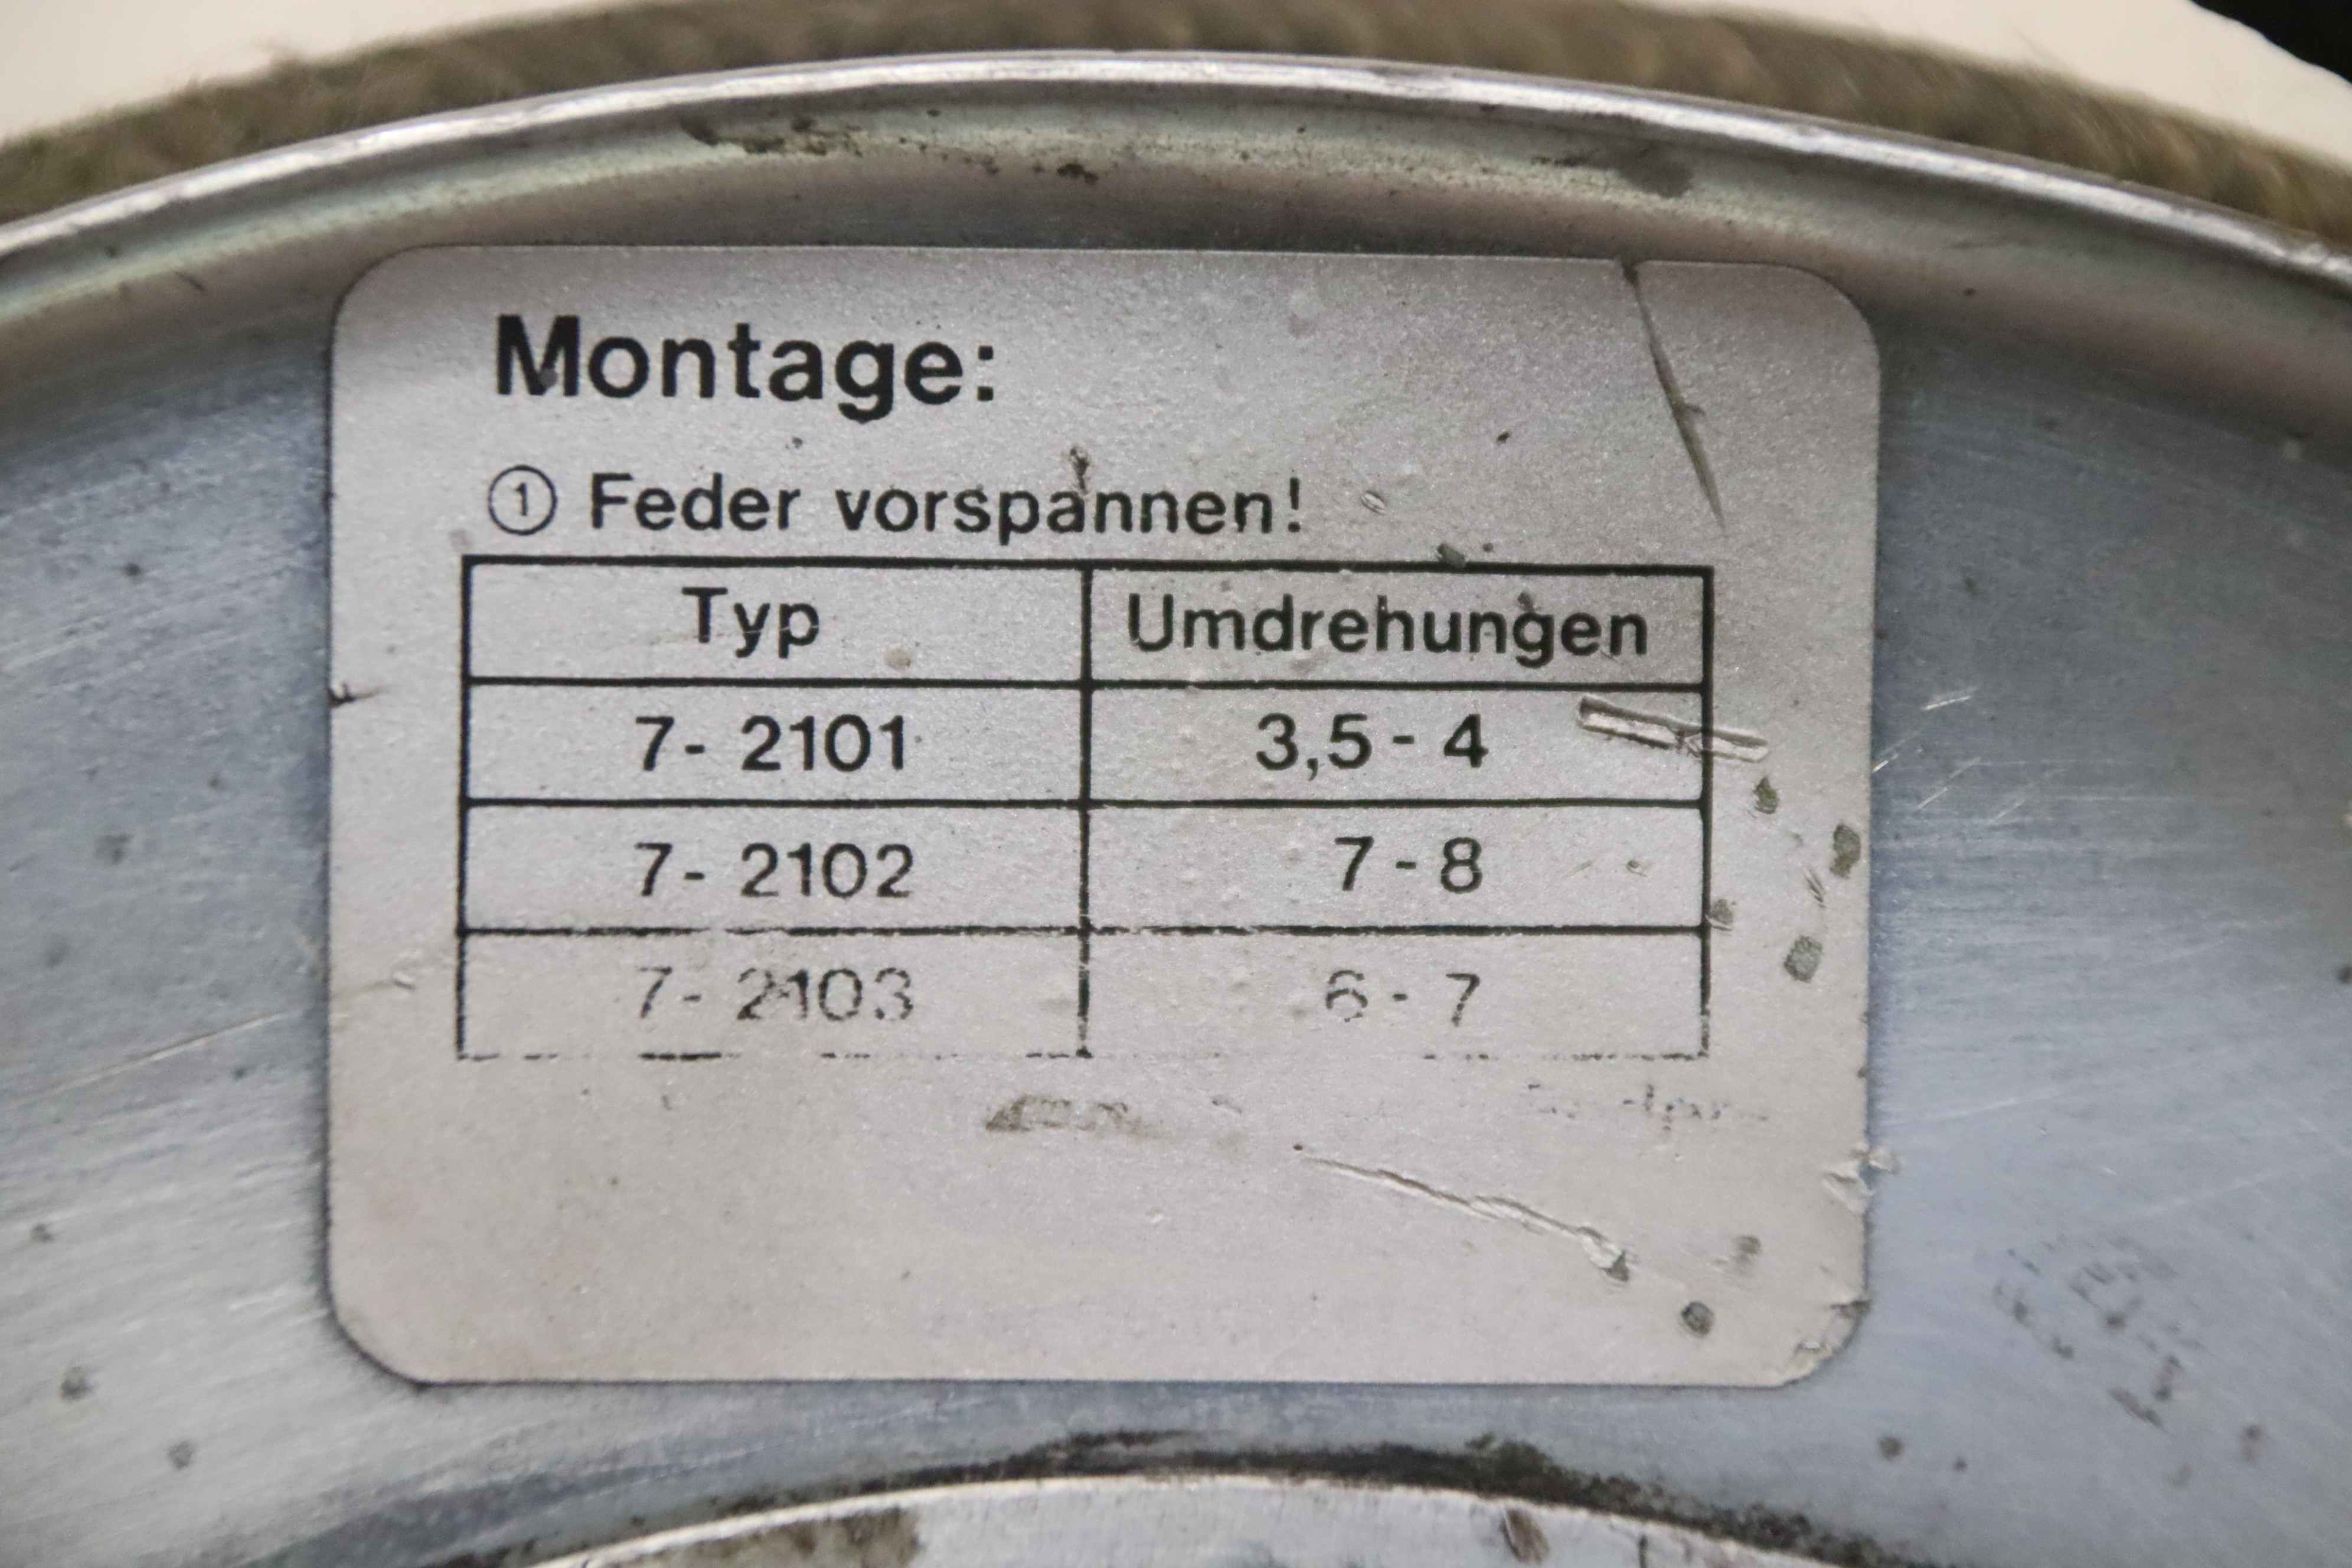 Montage:
① Feder vorspannen!
Typ Umdrehungen
7- 2101 3,5 - 4
7- 2102 7 - 8
7- 2103 6 - 7